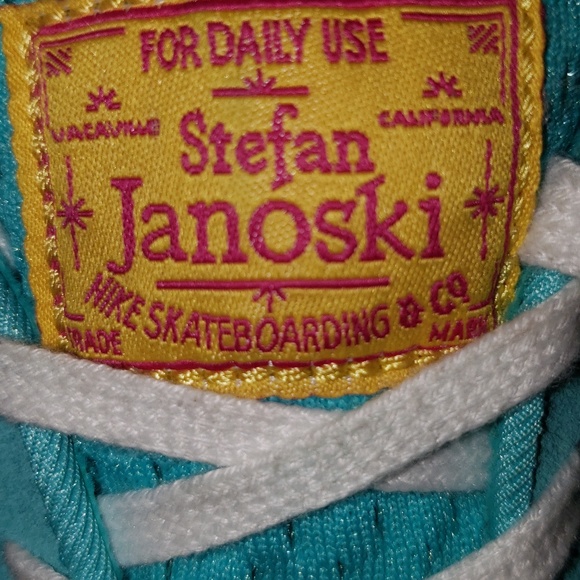 FOR DAILY USE
VACAVILLE CALIFORNIA
Stefan
Janoski
NIKE SKATEBOARDING & CO
TRADE MARK